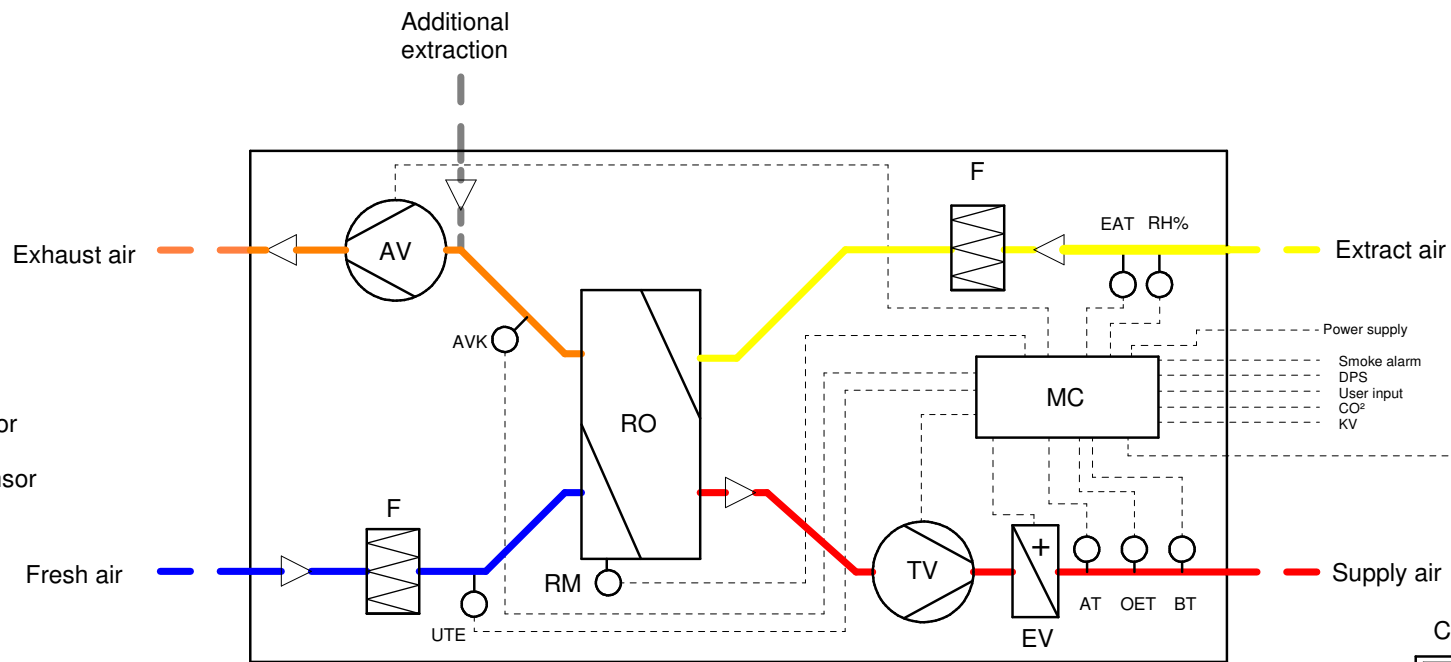 Additional
extraction
F
EAT
RH%
Exhaust air
AV
Extract air
AVK
Power supply
Smoke alarm
DPS
User input
CO²
KV
MC
RO
or
nsor
F
Fresh air
RM
UTE
TV
EV
AT
OET
BT
Supply air
C